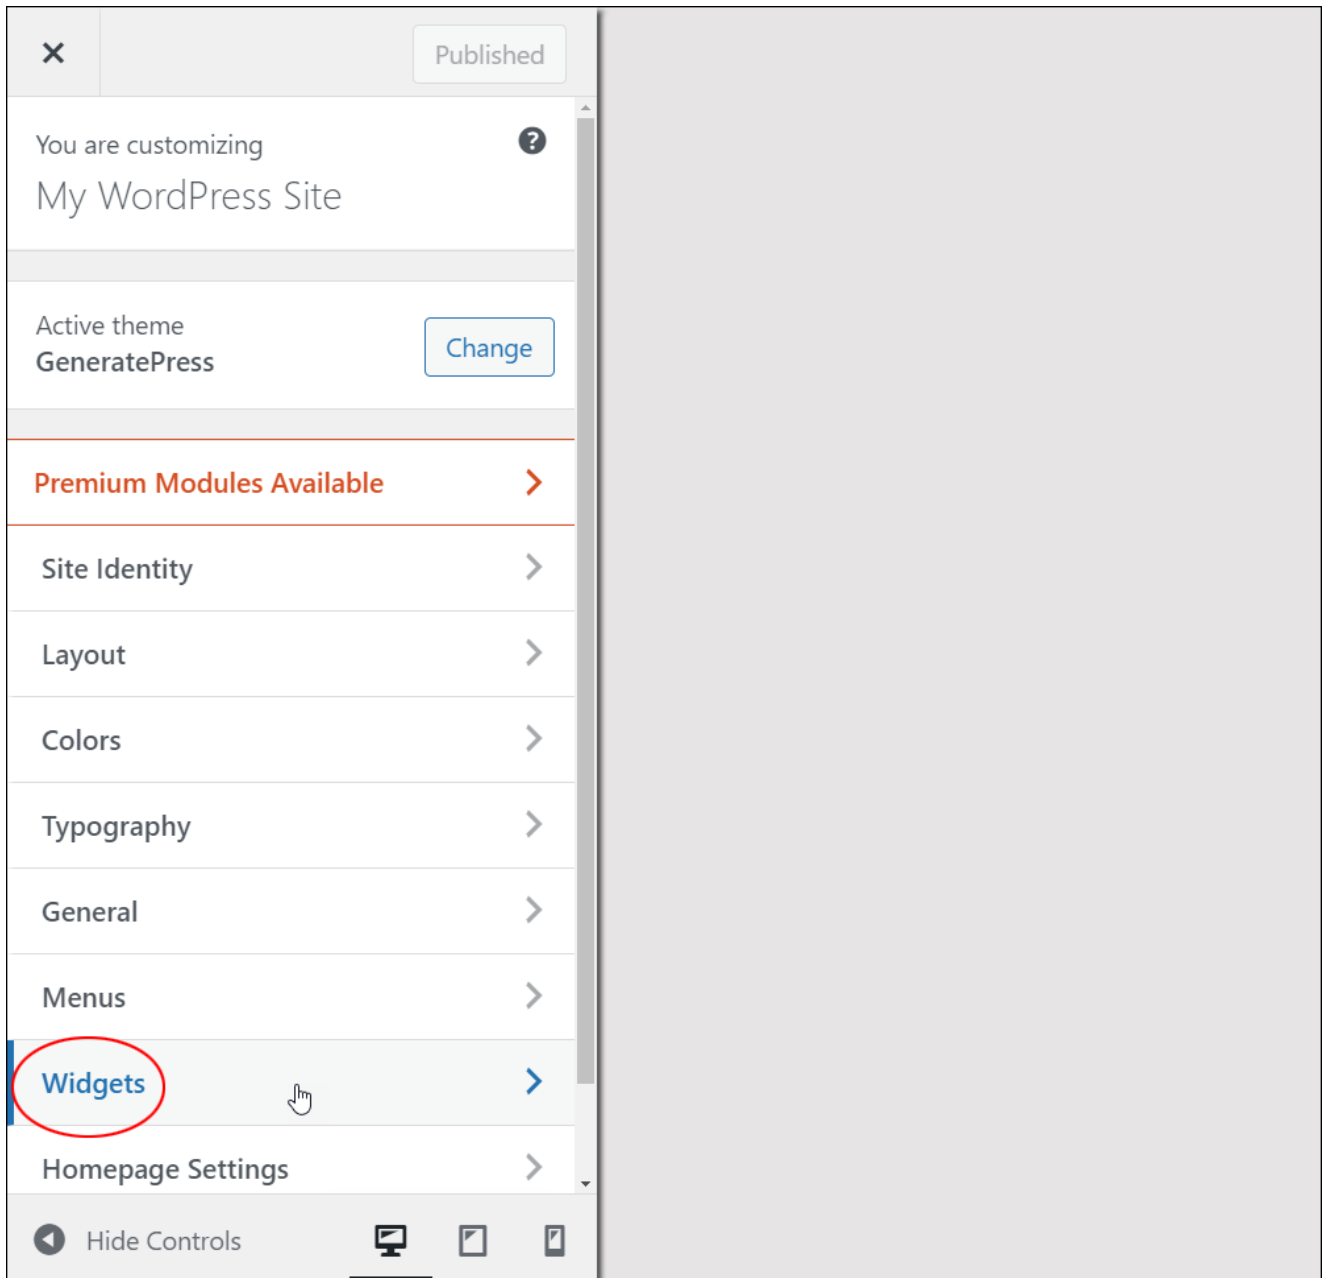 Published
You are customizing
My WordPress Site
Active theme
GeneratePress
Change
Premium Modules Available
Site Identity
Layout
Colors
Typography
General
Menus
Widgets
Homepage Settings
Hide Controls